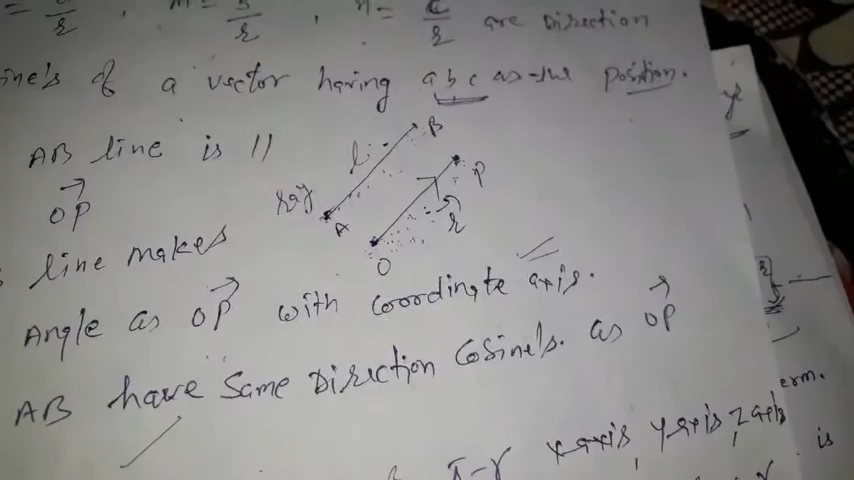 = a/r , m = b/r , n = c/r are Direction
ine's of a vector having a b c as the position.
AB line is ||
OP
line makes
Angle as OP with coordinate axis.
AB have same Direction Cosine's. as OP
π-γ x-axis, y axis, z axis
l
B
A
P
r
O
erm.
is